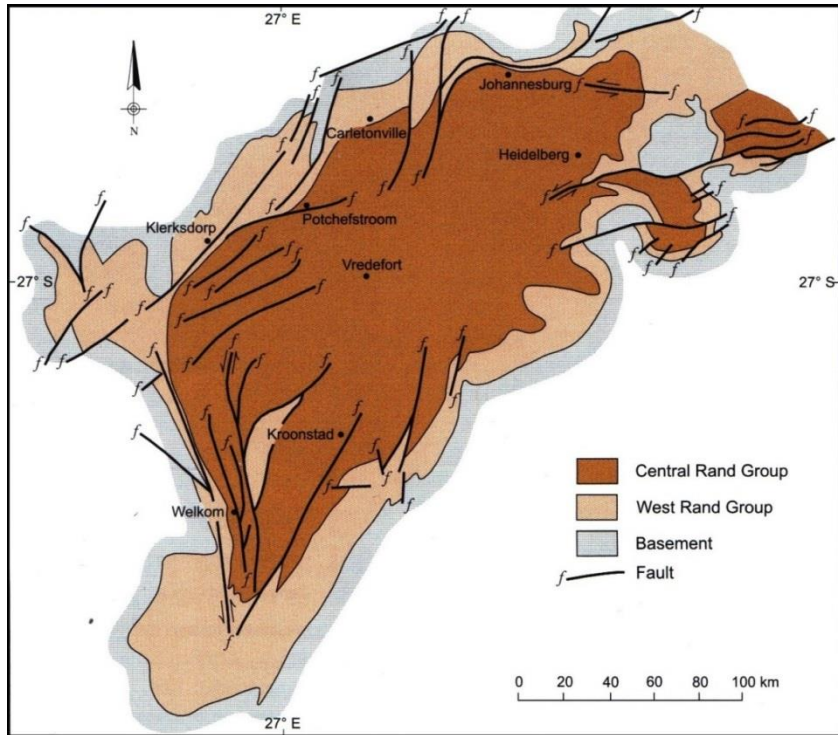 27° E
N
Johannesburg
Carletonville
Heidelberg
Potchefstroom
Klerksdorp
Vredefort
27° S
27° S
Kroonstad
Welkom
Central Rand Group
West Rand Group
Basement
f Fault
0 20 40 60 80 100 km
27° E